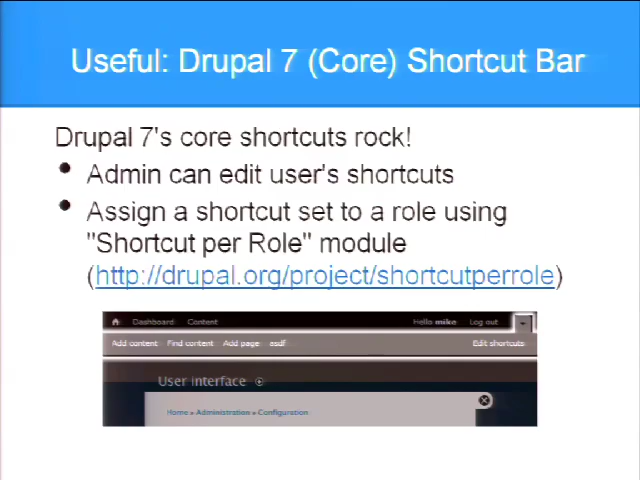 Useful: Drupal 7 (Core) Shortcut Bar
Drupal 7's core shortcuts rock!
• Admin can edit user's shortcuts
• Assign a shortcut set to a role using
"Shortcut per Role" module
(http://drupal.org/project/shortcutperrole)
Dashboard Content Hello mike Log out
Add content Find content Add page asdf Edit shortcuts
User interface
Home » Administration » Configuration